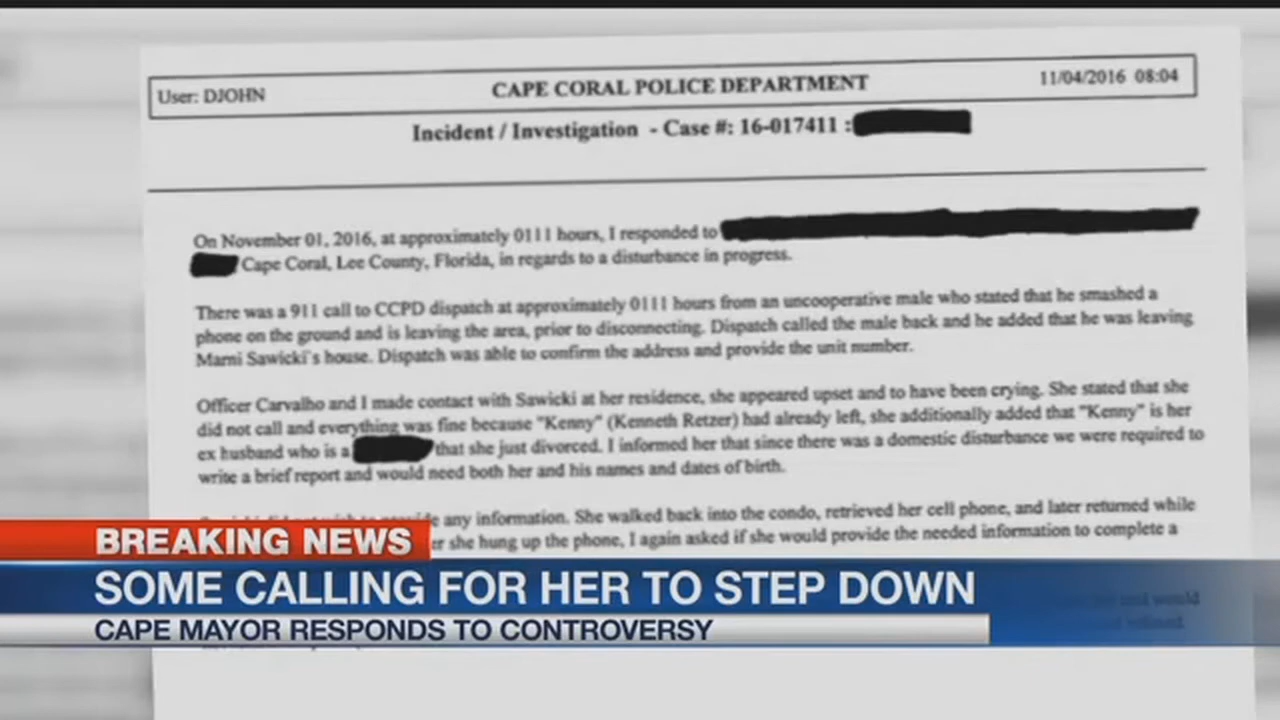 User: DJOHN
CAPE CORAL POLICE DEPARTMENT
11/04/2016 08:04
Incident / Investigation - Case #: 16-017411 :
On November 01, 2016, at approximately 0111 hours, I responded to
Cape Coral, Lee County, Florida, in regards to a disturbance in progress.
There was a 911 call to CCPD dispatch at approximately 0111 hours from an uncooperative male who stated that he smashed a
phone on the ground and is leaving the area, prior to disconnecting. Dispatch called the male back and he added that he was leaving
Marni Sawicki's house. Dispatch was able to confirm the address and provide the unit number.
Officer Carvalho and I made contact with Sawicki at her residence, she appeared upset and to have been crying. She stated that she
did not call and everything was fine because "Kenny" (Kenneth Retzer) had already left, she additionally added that "Kenny" is her
ex husband who is a that she just divorced. I informed her that since there was a domestic disturbance we were required to
write a brief report and would need both her and his names and dates of birth.
any information. She walked back into the condo, retrieved her cell phone, and later returned while
she hung up the phone, I again asked if she would provide the needed information to complete a
BREAKING NEWS
SOME CALLING FOR HER TO STEP DOWN
CAPE MAYOR RESPONDS TO CONTROVERSY